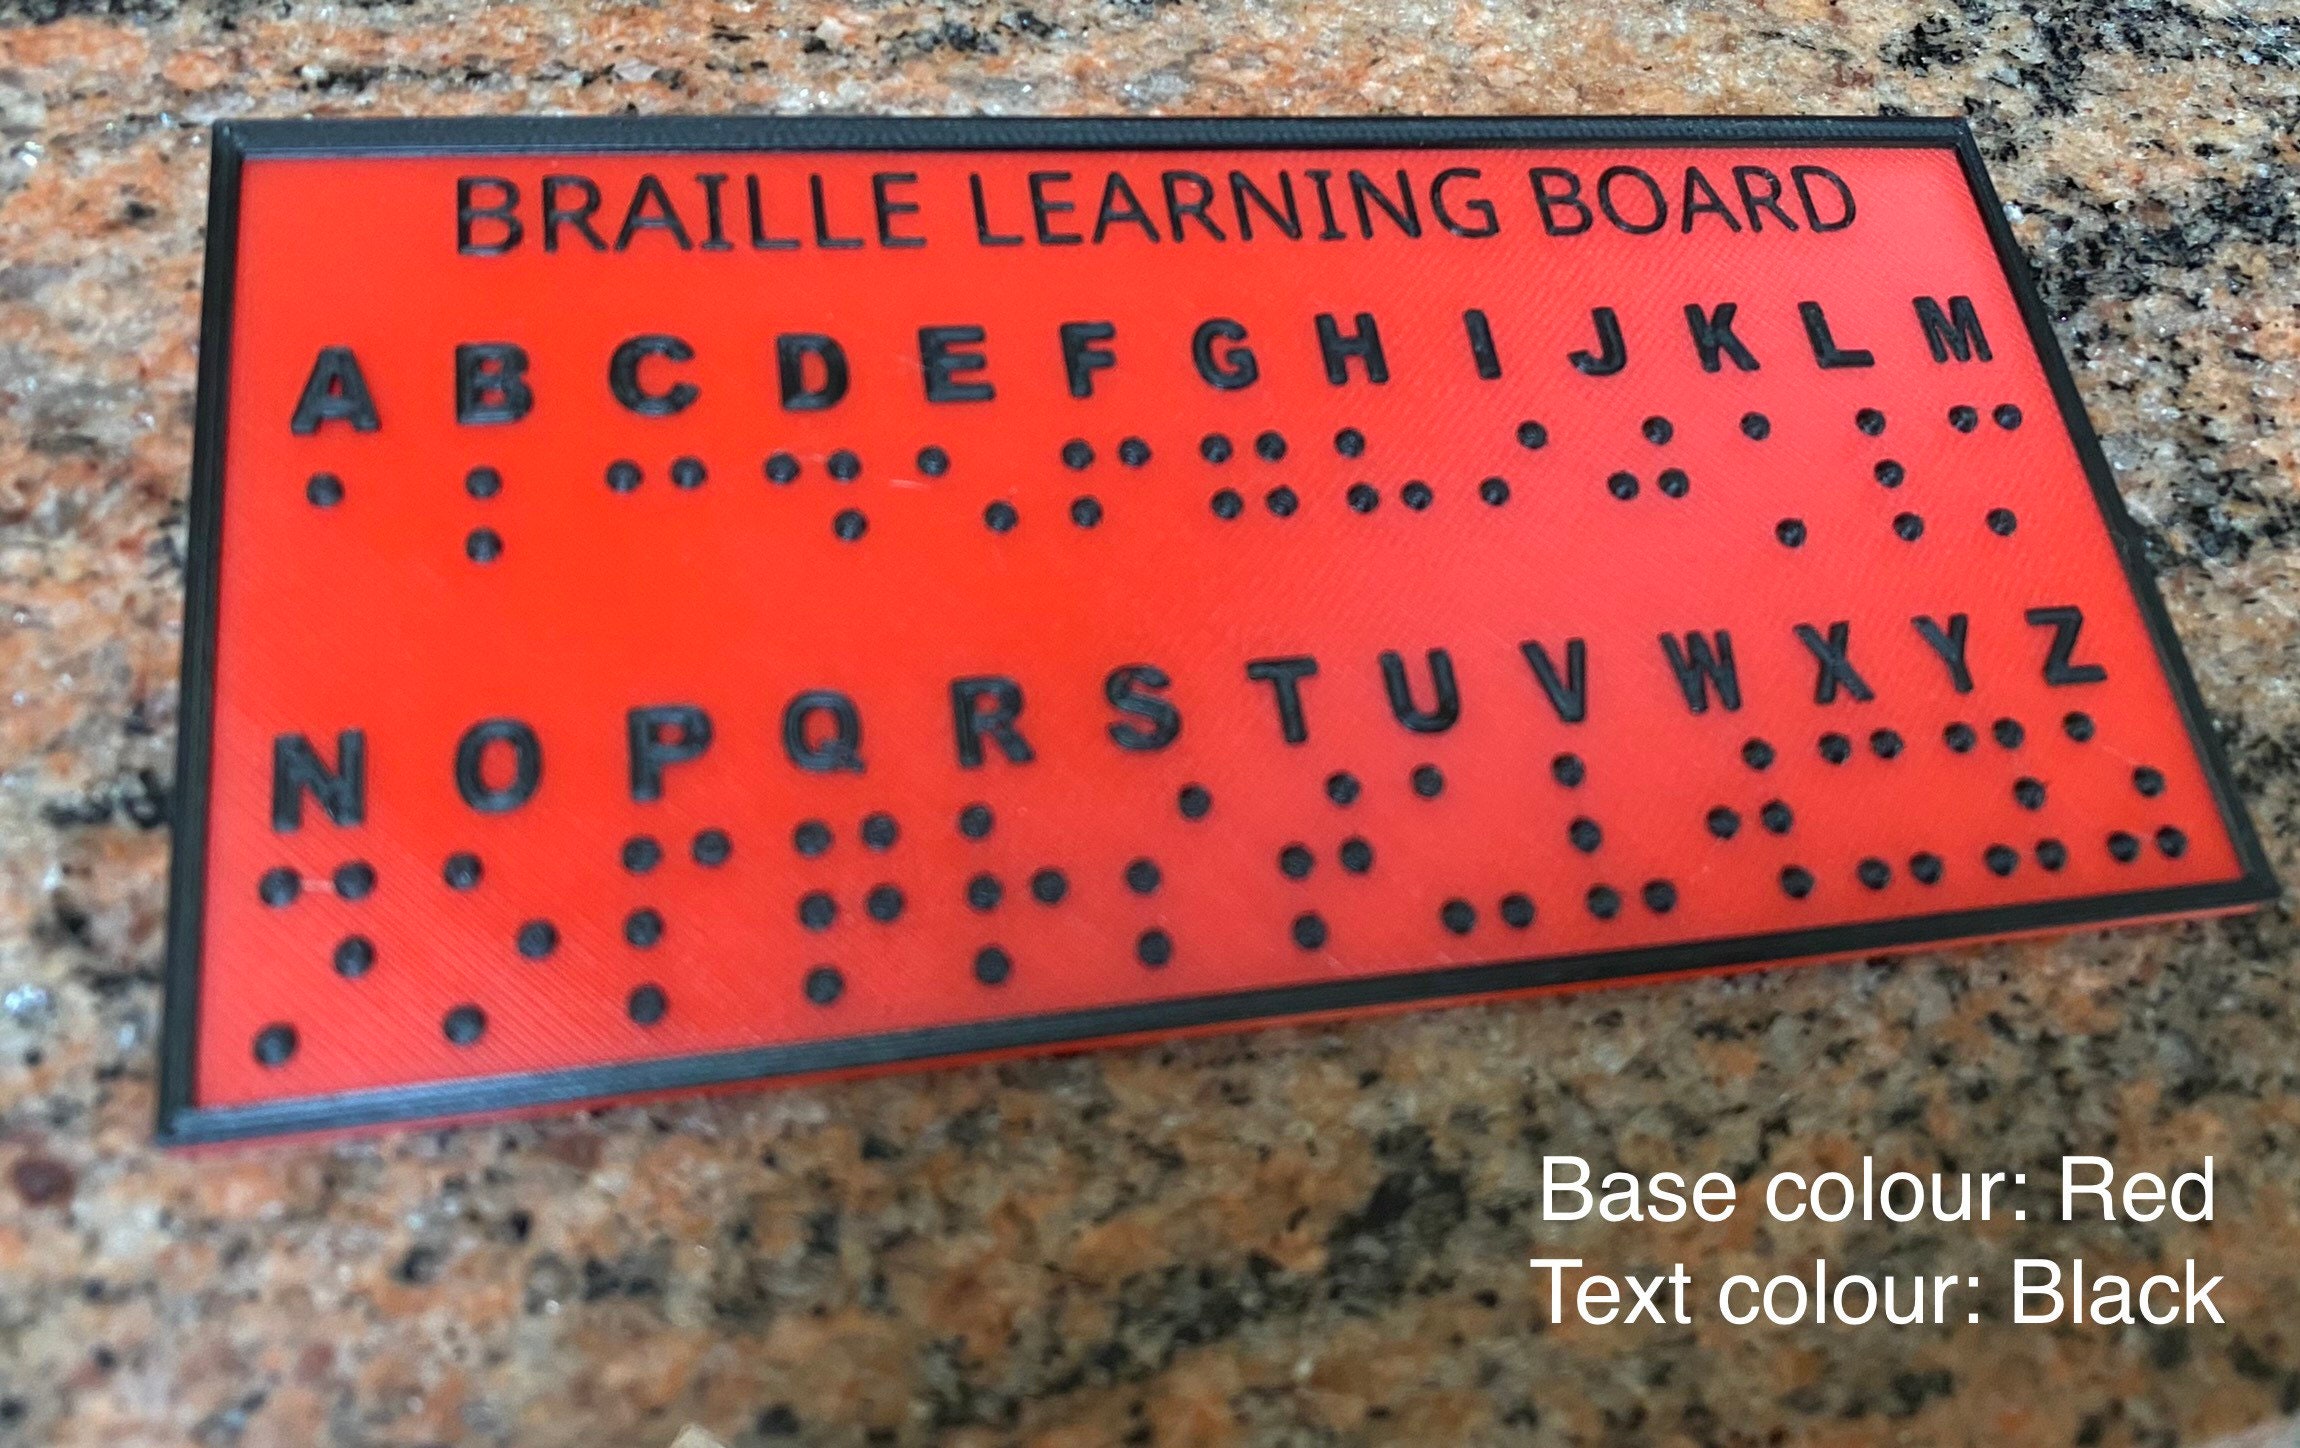 BRAILLE LEARNING BOARD
A B C D E F G H I J K L M
⠁ ⠃ ⠉ ⠙ ⠑ ⠋ ⠛ ⠓ ⠊ ⠚ ⠅ ⠇ ⠍
N O P Q R S T U V W X Y Z
⠝ ⠕ ⠏ ⠟ ⠗ ⠎ ⠞ ⠥ ⠧ ⠺ ⠭ ⠽ ⠵
Base colour: Red
Text colour: Black